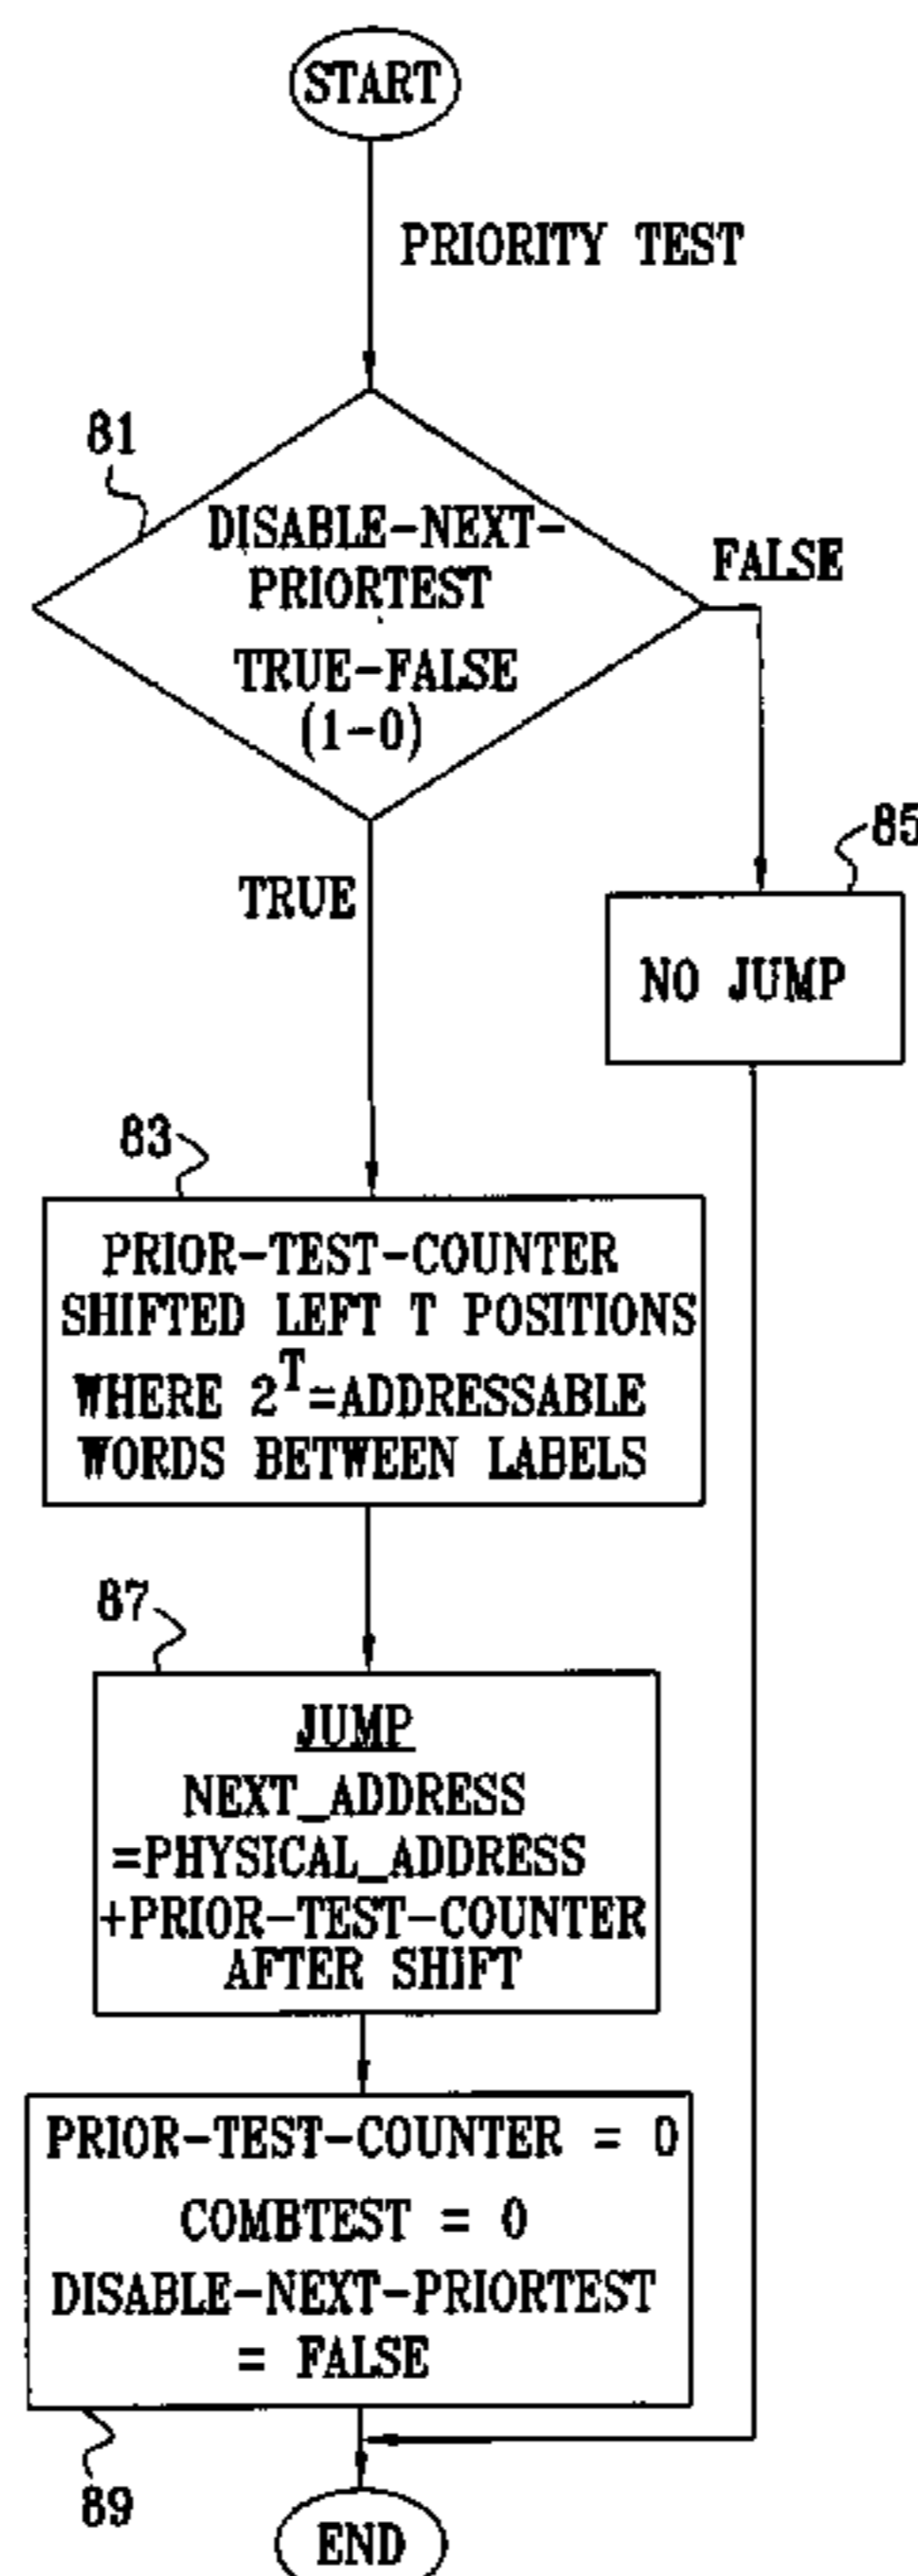 START
PRIORITY TEST
81
DISABLE-NEXT-
PRIORTEST
TRUE-FALSE
(1-0)
FALSE
TRUE
85
NO JUMP
83
PRIOR-TEST-COUNTER
SHIFTED LEFT T POSITIONS
WHERE 2^T=ADDRESSABLE
WORDS BETWEEN LABELS
87
JUMP
NEXT_ADDRESS
=PHYSICAL_ADDRESS
+PRIOR-TEST-COUNTER
AFTER SHIFT
PRIOR-TEST-COUNTER = 0
COMBTEST = 0
DISABLE-NEXT-PRIORTEST
= FALSE
89
END